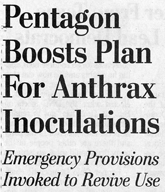 Pentagon
Boosts Plan
For Anthrax
Inoculations
Emergency Provisions
Invoked to Revive Use